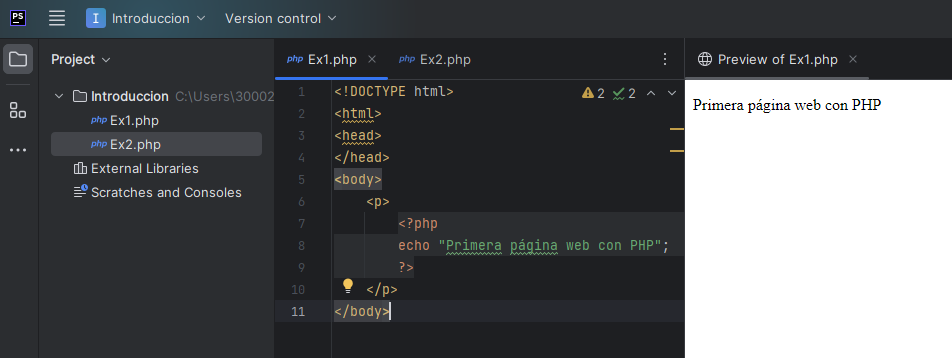 PS
I Introduccion Version control
Project
Introduccion C:\Users\30002
php Ex1.php
php Ex2.php
External Libraries
Scratches and Consoles
php Ex1.php × php Ex2.php
2 2
1 <!DOCTYPE html>
2 <html>
3 <head>
4 </head>
5 <body>
6 <p>
7 <?php
8 echo "Primera página web con PHP";
9 ?>
10 </p>
11 </body>
Preview of Ex1.php ×
Primera página web con PHP